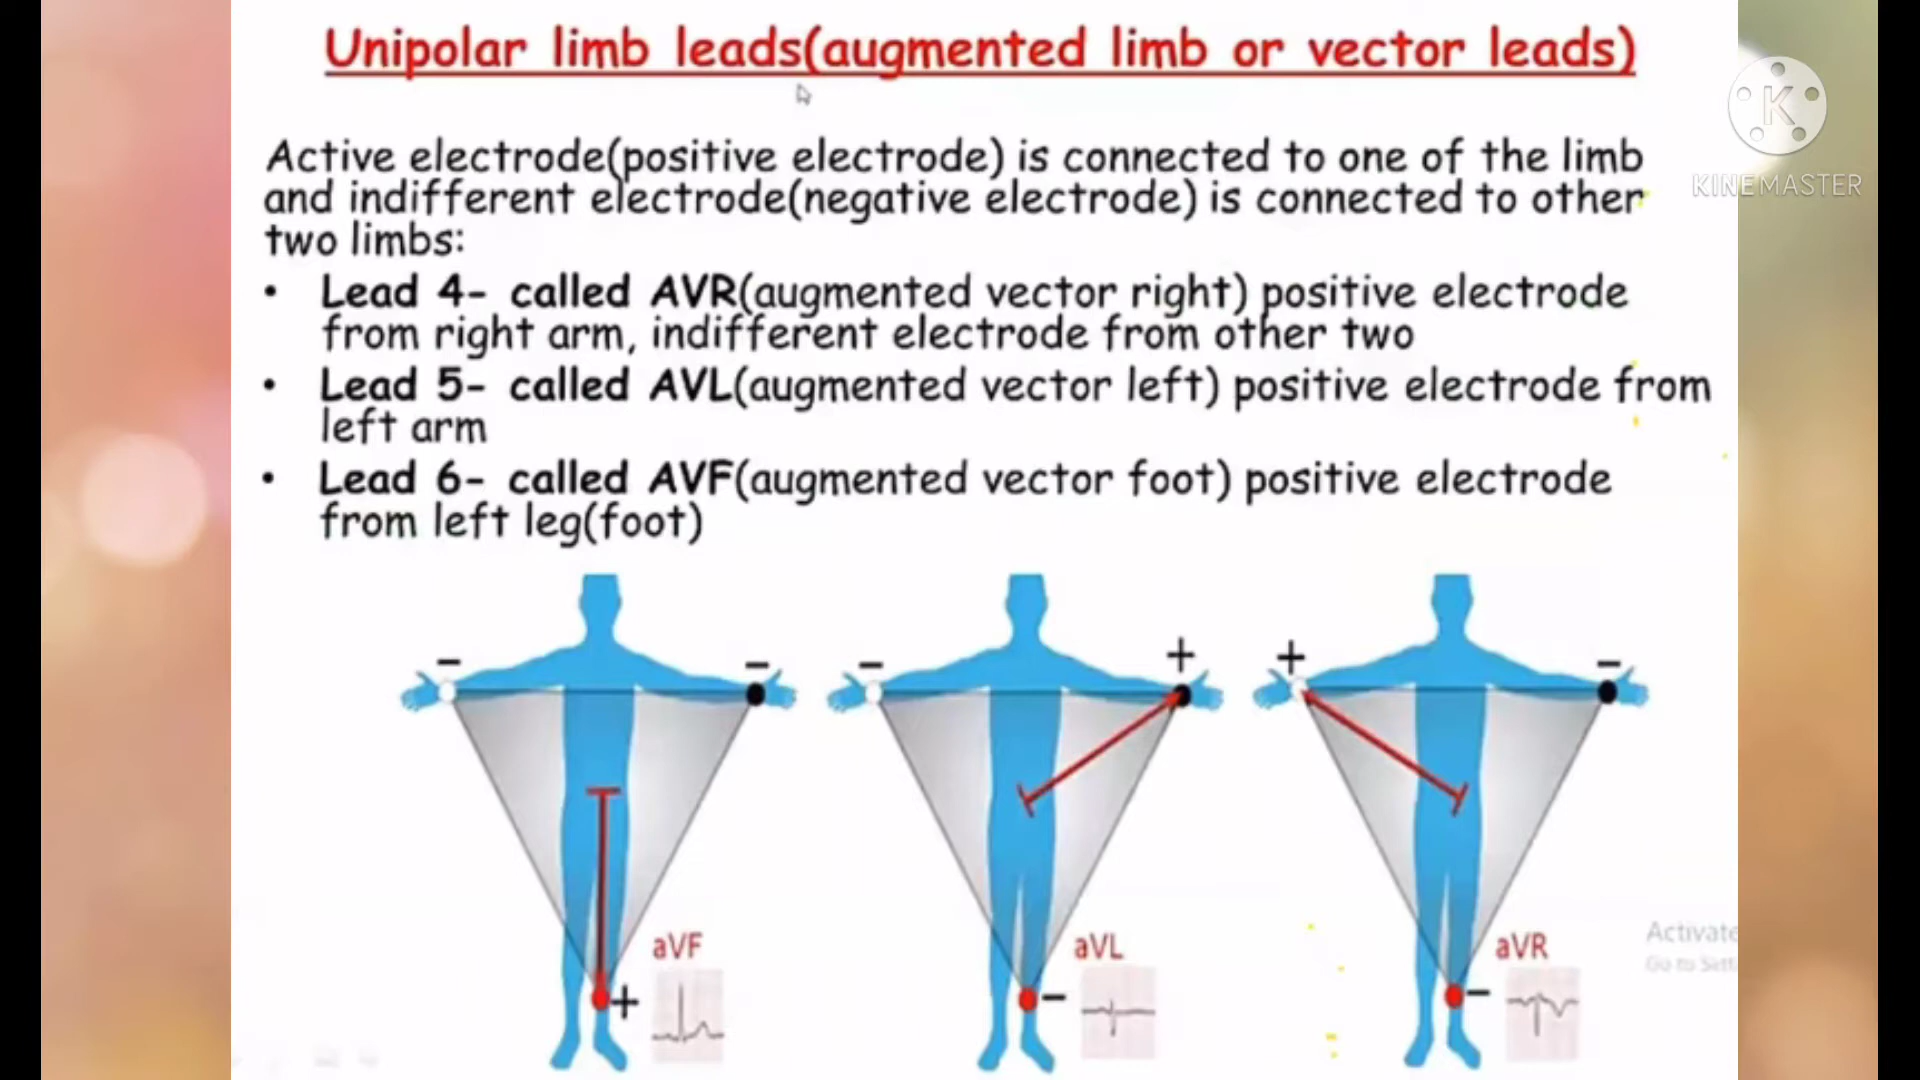 Unipolar limb leads(augmented limb or vector leads)
K
KINEMASTER
Active electrode(positive electrode) is connected to one of the limb
and indifferent electrode(negative electrode) is connected to other
two limbs:
• Lead 4- called AVR(augmented vector right) positive electrode
from right arm, indifferent electrode from other two
• Lead 5- called AVL(augmented vector left) positive electrode from
left arm
• Lead 6- called AVF(augmented vector foot) positive electrode
from left leg(foot)
- -
- +
+ -
aVF
aVL
aVR
Activate
Go to Sett
+
-
-